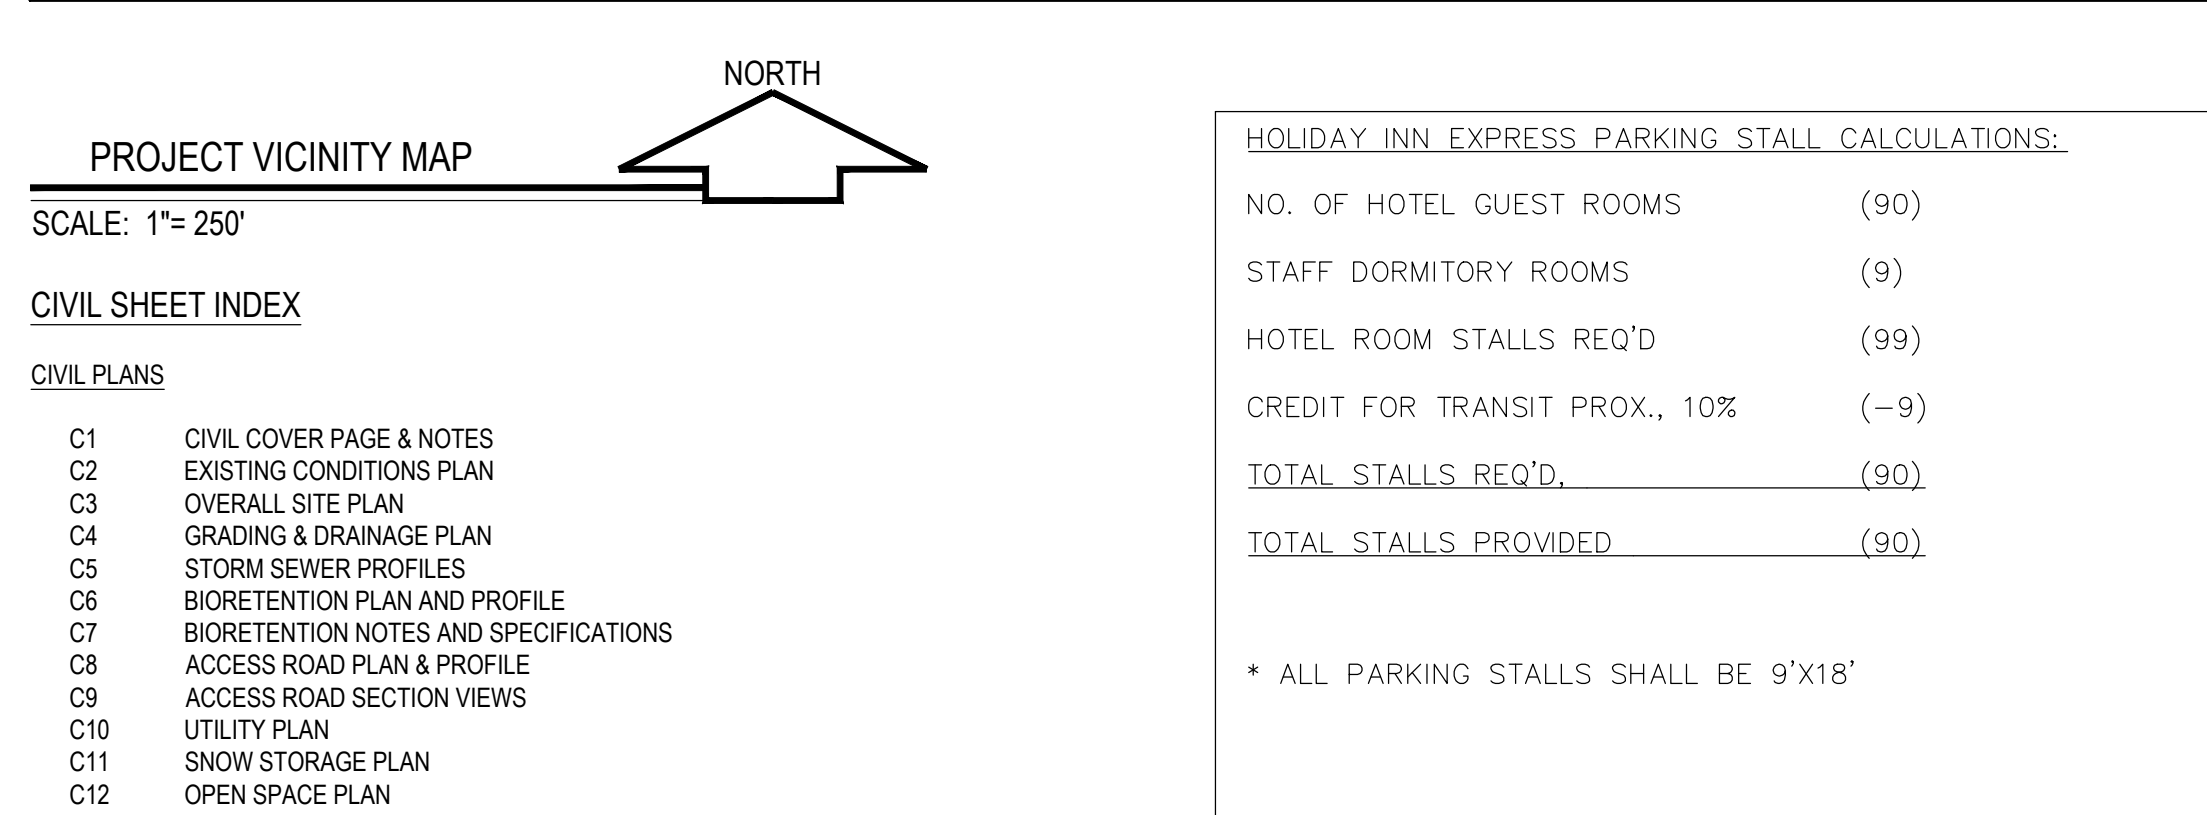 NORTH
PROJECT VICINITY MAP
SCALE: 1"= 250'
CIVIL SHEET INDEX
CIVIL PLANS
C1 CIVIL COVER PAGE & NOTES
C2 EXISTING CONDITIONS PLAN
C3 OVERALL SITE PLAN
C4 GRADING & DRAINAGE PLAN
C5 STORM SEWER PROFILES
C6 BIORETENTION PLAN AND PROFILE
C7 BIORETENTION NOTES AND SPECIFICATIONS
C8 ACCESS ROAD PLAN & PROFILE
C9 ACCESS ROAD SECTION VIEWS
C10 UTILITY PLAN
C11 SNOW STORAGE PLAN
C12 OPEN SPACE PLAN
HOLIDAY INN EXPRESS PARKING STALL CALCULATIONS:
NO. OF HOTEL GUEST ROOMS (90)
STAFF DORMITORY ROOMS (9)
HOTEL ROOM STALLS REQ'D (99)
CREDIT FOR TRANSIT PROX., 10% (-9)
TOTAL STALLS REQ'D, (90)
TOTAL STALLS PROVIDED (90)
* ALL PARKING STALLS SHALL BE 9'X18'